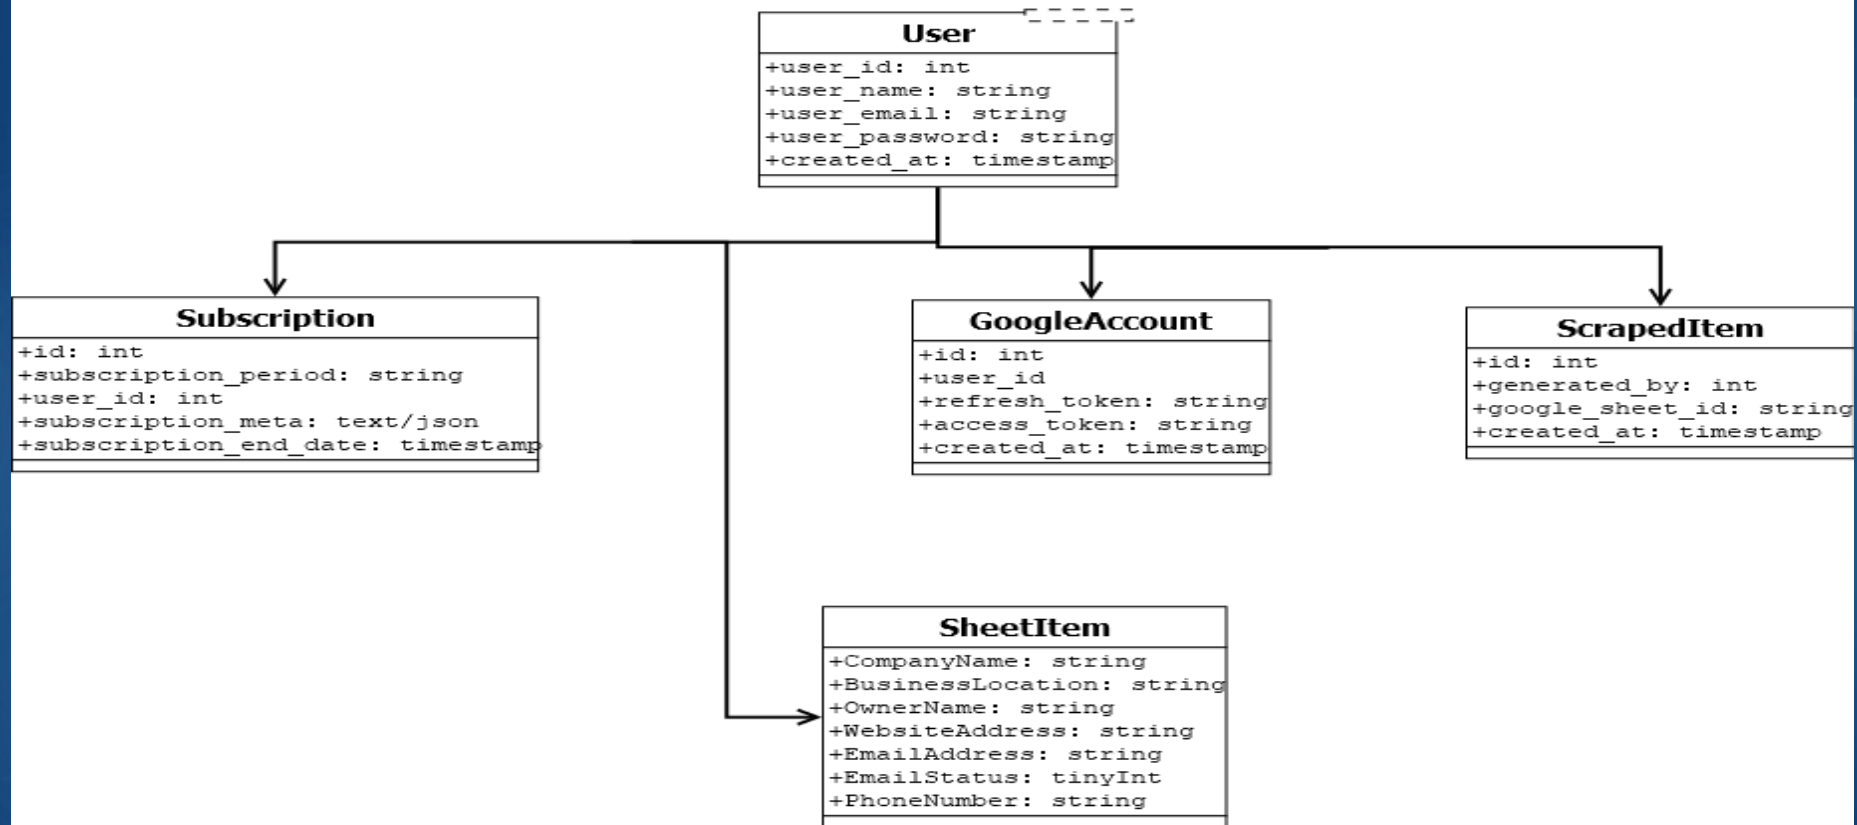 User
+user_id: int
+user_name: string
+user_email: string
+user_password: string
+created_at: timestamp
Subscription
+id: int
+subscription_period: string
+user_id: int
+subscription_meta: text/json
+subscription_end_date: timestamp
GoogleAccount
+id: int
+user_id
+refresh_token: string
+access_token: string
+created_at: timestamp
ScrapedItem
+id: int
+generated_by: int
+google_sheet_id: string
+created_at: timestamp
SheetItem
+CompanyName: string
+BusinessLocation: string
+OwnerName: string
+WebsiteAddress: string
+EmailAddress: string
+EmailStatus: tinyInt
+PhoneNumber: string